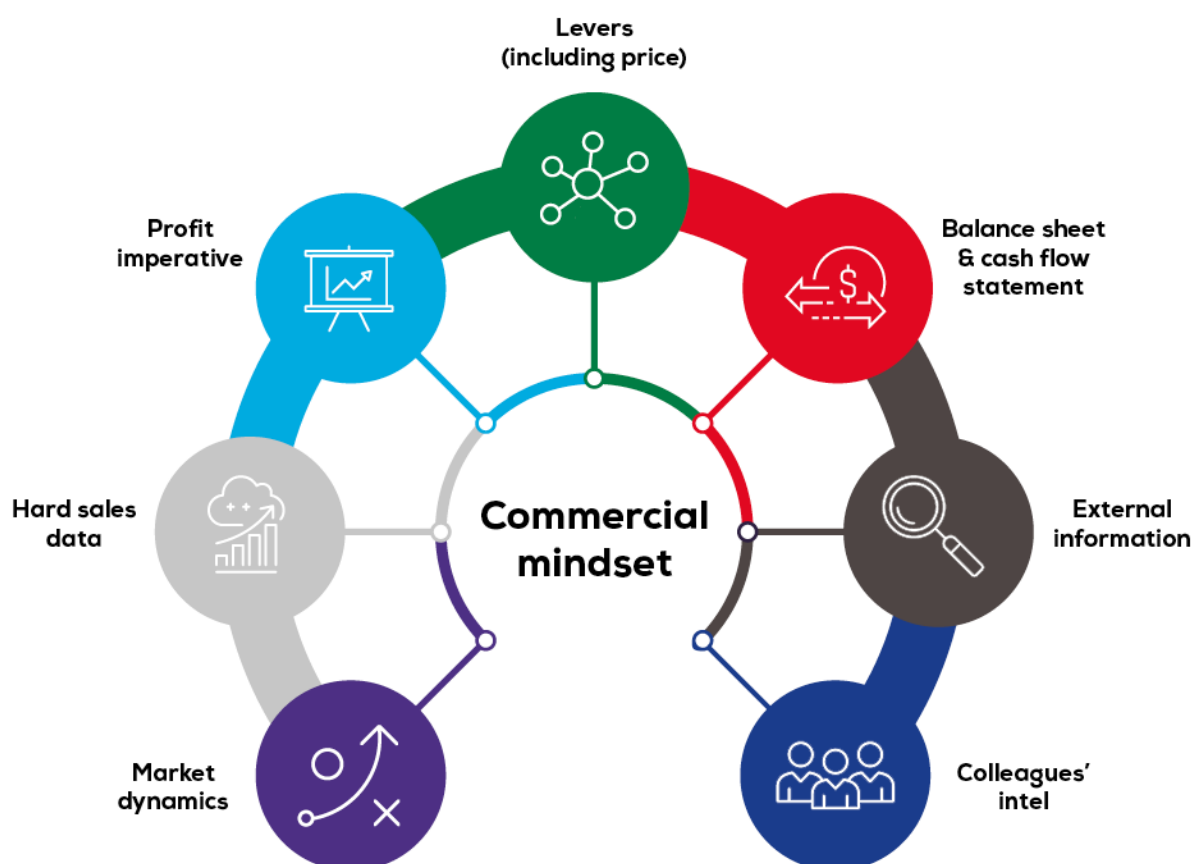 Levers
(including price)
Profit
imperative
Balance sheet
& cash flow
statement
$
Hard sales
data
Commercial
mindset
External
information
Market
dynamics
Colleagues’
intel